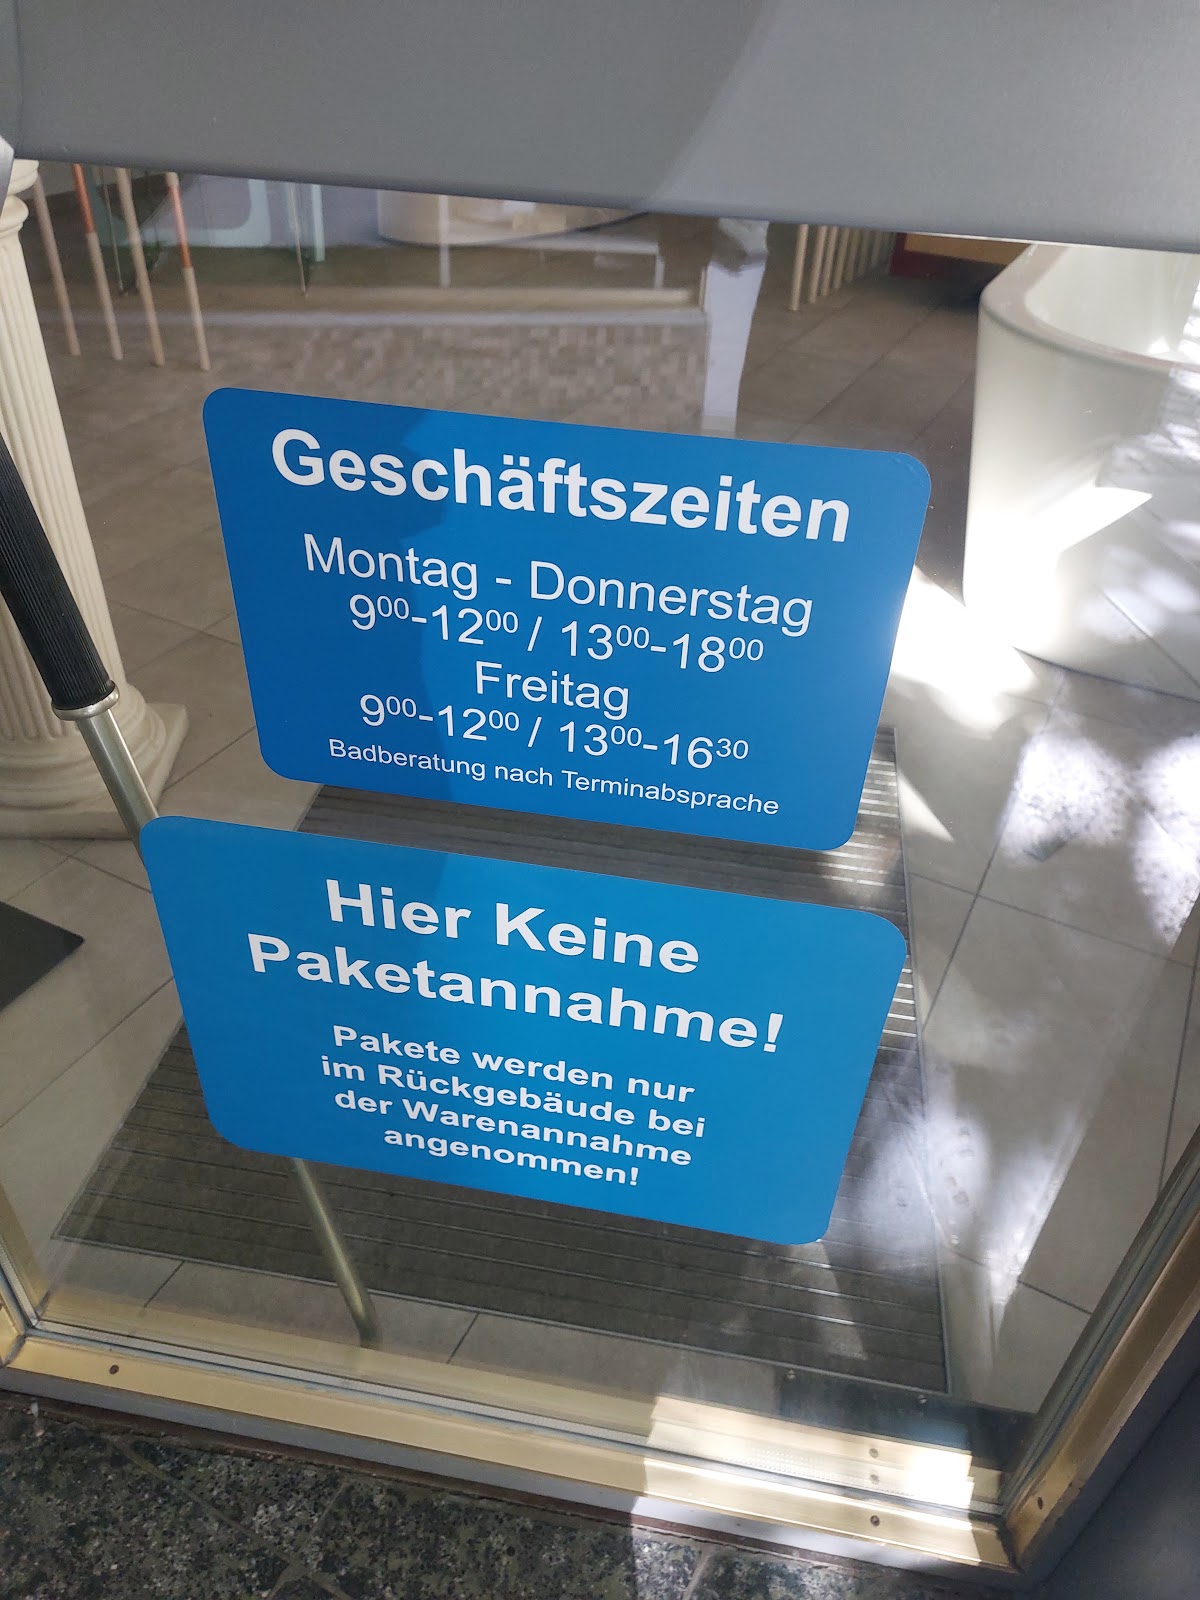 Geschäftszeiten
Montag - Donnerstag
9⁰⁰-12⁰⁰ / 13⁰⁰-18⁰⁰
Freitag
9⁰⁰-12⁰⁰ / 13⁰⁰-16³⁰
Badberatung nach Terminabsprache
Hier Keine
Paketannahme!
Pakete werden nur
im Rückgebäude bei
der Warenannahme
angenommen!